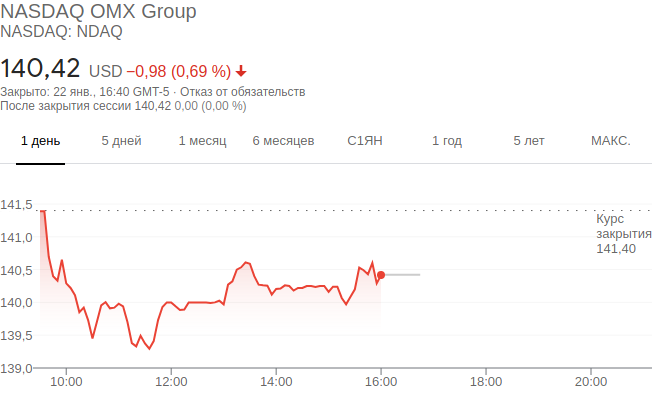 NASDAQ OMX Group
NASDAQ: NDAQ
140,42 USD −0,98 (0,69 %)
Закрыто: 22 янв., 16:40 GMT-5 · Отказ от обязательств
После закрытия сессии 140,42 0,00 (0,00 %)
1 день 5 дней 1 месяц 6 месяцев С1ЯН 1 год 5 лет МАКС.
141,5
Курс
закрытия
141,40
141,0
140,5
140,0
139,5
139,0
10:00 12:00 14:00 16:00 18:00 20:00